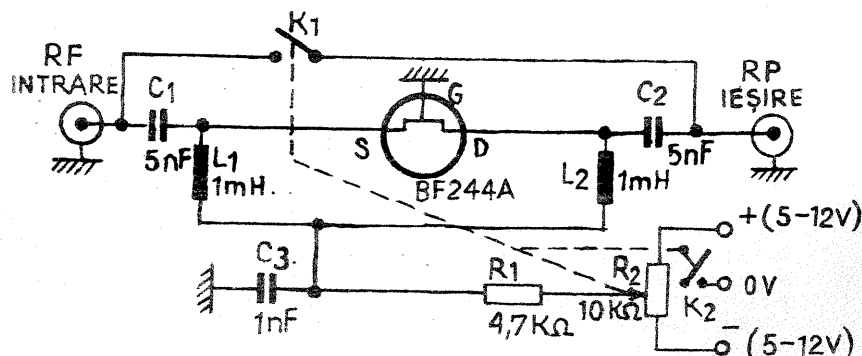 K1
RF
INTRARE
C1
5nF
L1
1mH.
G
S
D
BF244A
C2
5nF
RP
IEȘIRE
L2
1mH
C3.
1nF
R1
4,7KΩ
R2
10KΩ
K2
+(5-12V)
0V
-(5-12V)